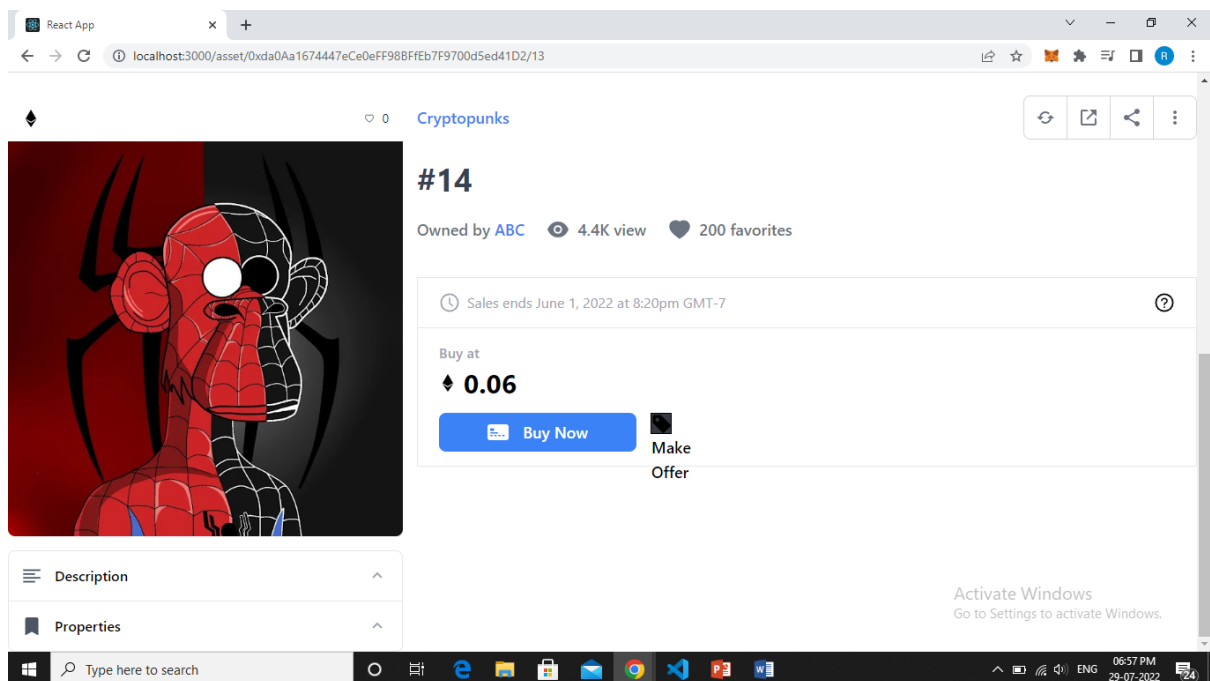 React App
localhost:3000/asset/0xda0Aa1674447eCe0eFF98BFfEb7F9700d5ed41D2/13
R
0
Cryptopunks
#14
Owned by ABC 4.4K view 200 favorites
Sales ends June 1, 2022 at 8:20pm GMT-7
Buy at
0.06
Buy Now
Make
Offer
Description
Properties
Activate Windows
Go to Settings to activate Windows.
Type here to search
ENG
06:57 PM
29-07-2022
24